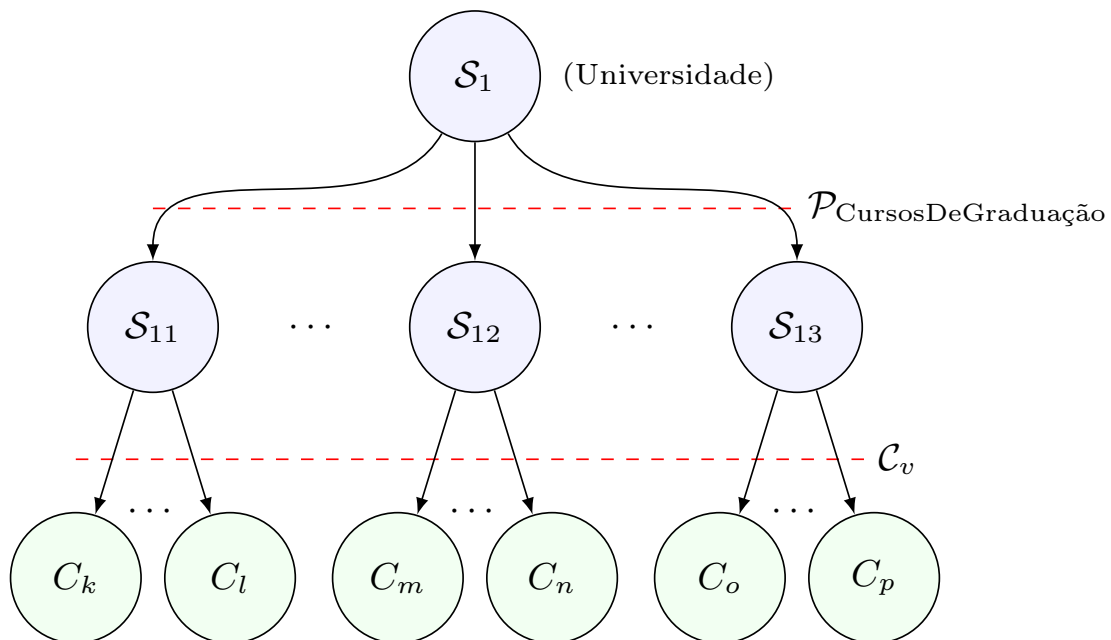 𝒮₁ (Universidade)
𝒫CursosDeGraduação
𝒮₁₁ ... 𝒮₁₂ ... 𝒮₁₃
𝒞ᵥ
... ... ...
Cₖ Cₗ Cₘ Cₙ Cₒ Cₚ